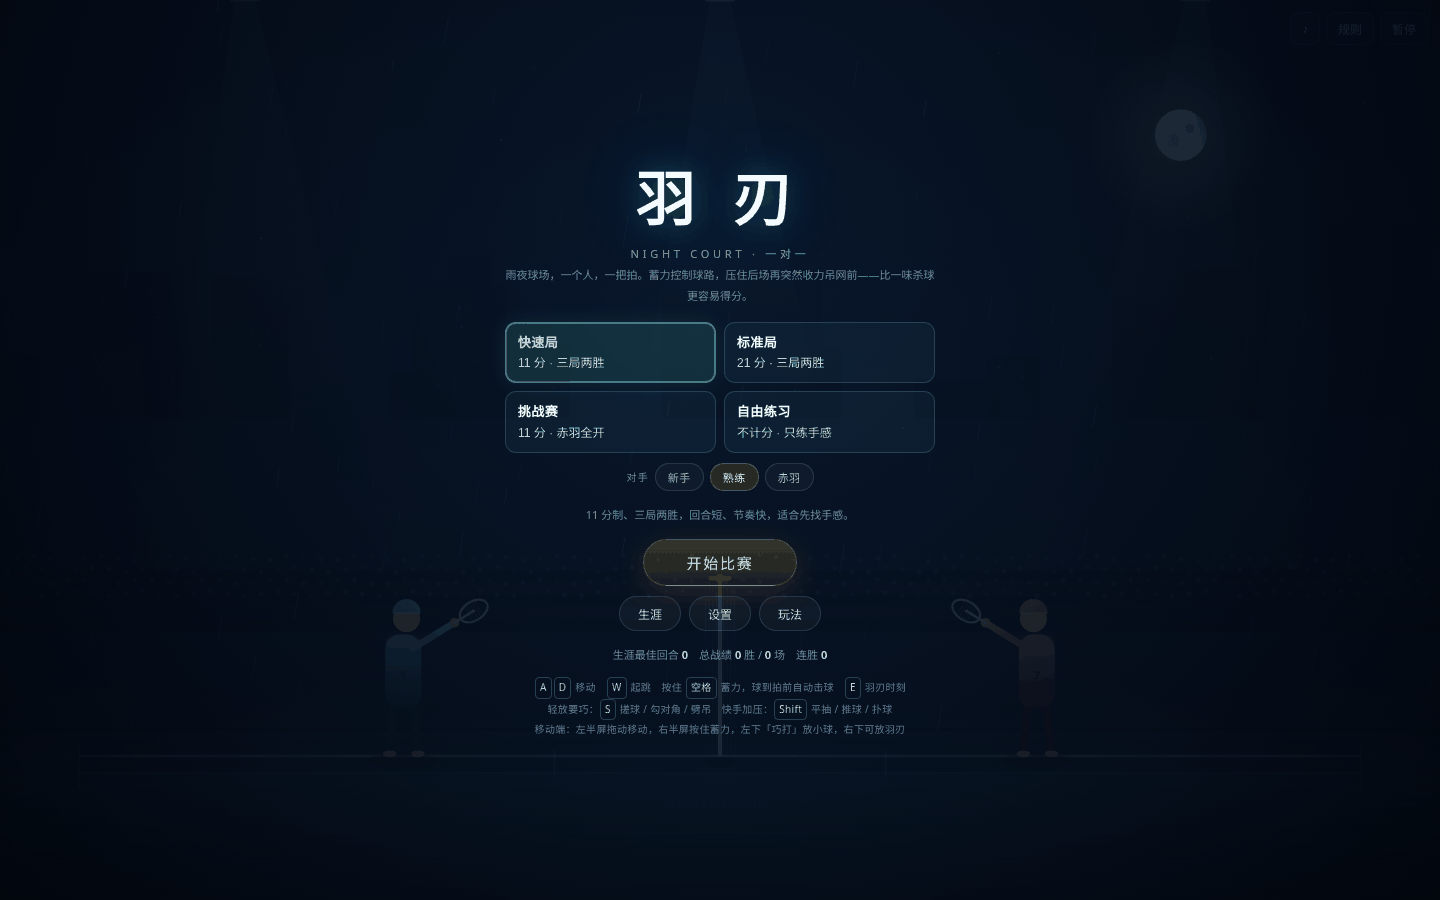 规则 暂停
羽 刃
NIGHT COURT · 一对一
雨夜球场，一个人，一把拍。蓄力控制球路，压住后场再突然收力吊网前——比一味杀球
更容易得分。
快速局
11 分 · 三局两胜
标准局
21 分 · 三局两胜
挑战赛
11 分 · 赤羽全开
自由练习
不计分 · 只练手感
对手 新手 熟练 赤羽
11 分制、三局两胜，回合短、节奏快，适合先找手感。
开始比赛
生涯 设置 玩法
生涯最佳回合 0 总战绩 0 胜 / 0 场 连胜 0
A D 移动 W 起跳 按住 空格 蓄力，球到拍前自动击球 E 羽刃时刻
轻放要巧： S 搓球 / 勾对角 / 劈吊 快手加压： Shift 平抽 / 推球 / 扑球
移动端：左半屏拖动移动，右半屏按住蓄力，左下「巧打」放小球，右下可放羽刃